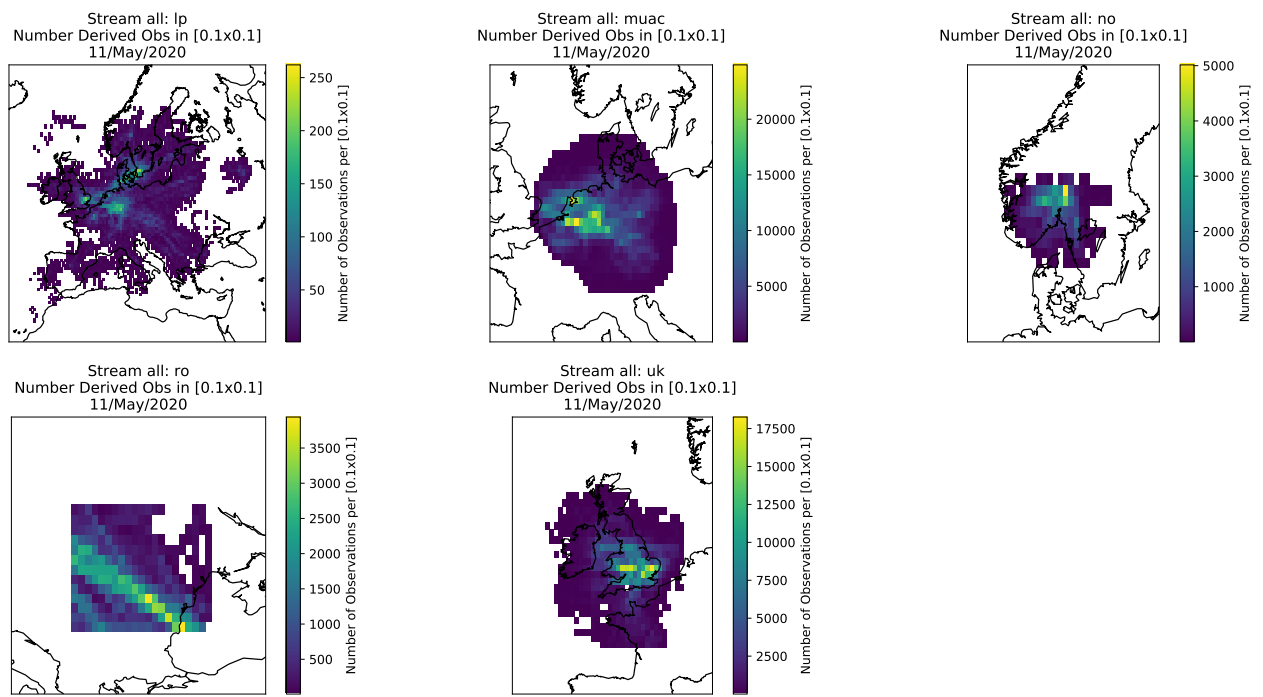 Stream all: lp
Number Derived Obs in [0.1x0.1]
11/May/2020
250
200
150
100
50
Number of Observations per [0.1x0.1]
Stream all: muac
Number Derived Obs in [0.1x0.1]
11/May/2020
20000
15000
10000
5000
Number of Observations per [0.1x0.1]
Stream all: no
Number Derived Obs in [0.1x0.1]
11/May/2020
5000
4000
3000
2000
1000
Number of Observations per [0.1x0.1]
Stream all: ro
Number Derived Obs in [0.1x0.1]
11/May/2020
3500
3000
2500
2000
1500
1000
500
Number of Observations per [0.1x0.1]
Stream all: uk
Number Derived Obs in [0.1x0.1]
11/May/2020
17500
15000
12500
10000
7500
5000
2500
Number of Observations per [0.1x0.1]